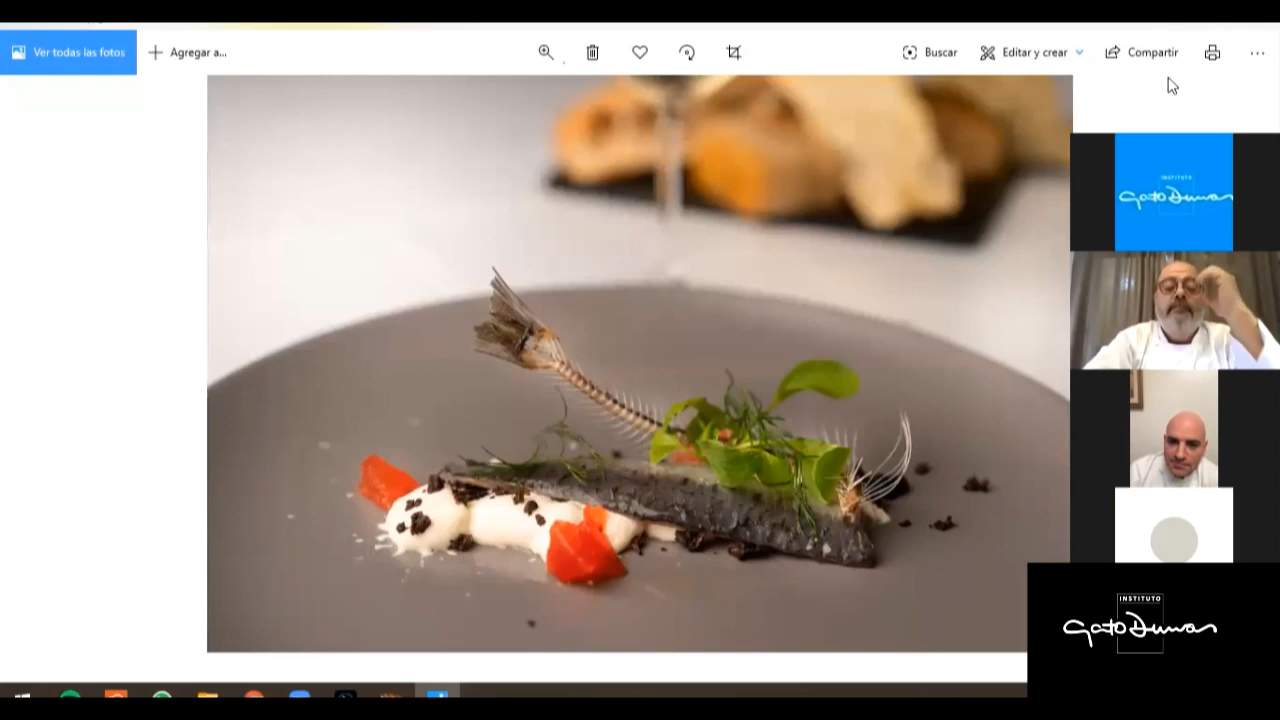 Ver todas las fotos
Agregar a...
Buscar
Editar y crear
Compartir
INSTITUTO
Gato Dumas
INSTITUTO
Gato Dumas